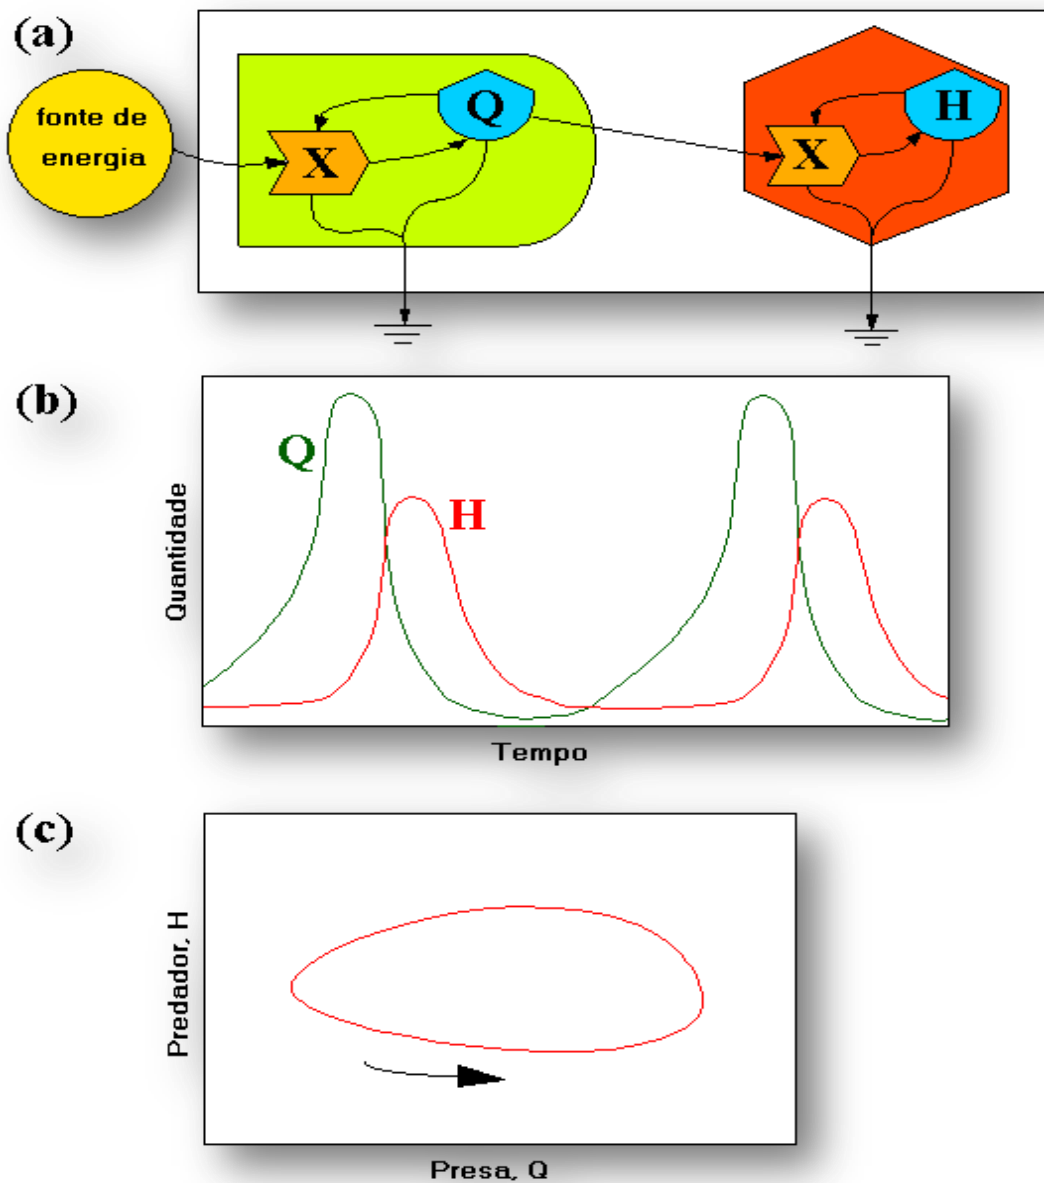 (a)
fonte de
energia
X
Q
X
H
(b)
Q
H
Quantidade
Tempo
(c)
Predador, H
Presa, Q